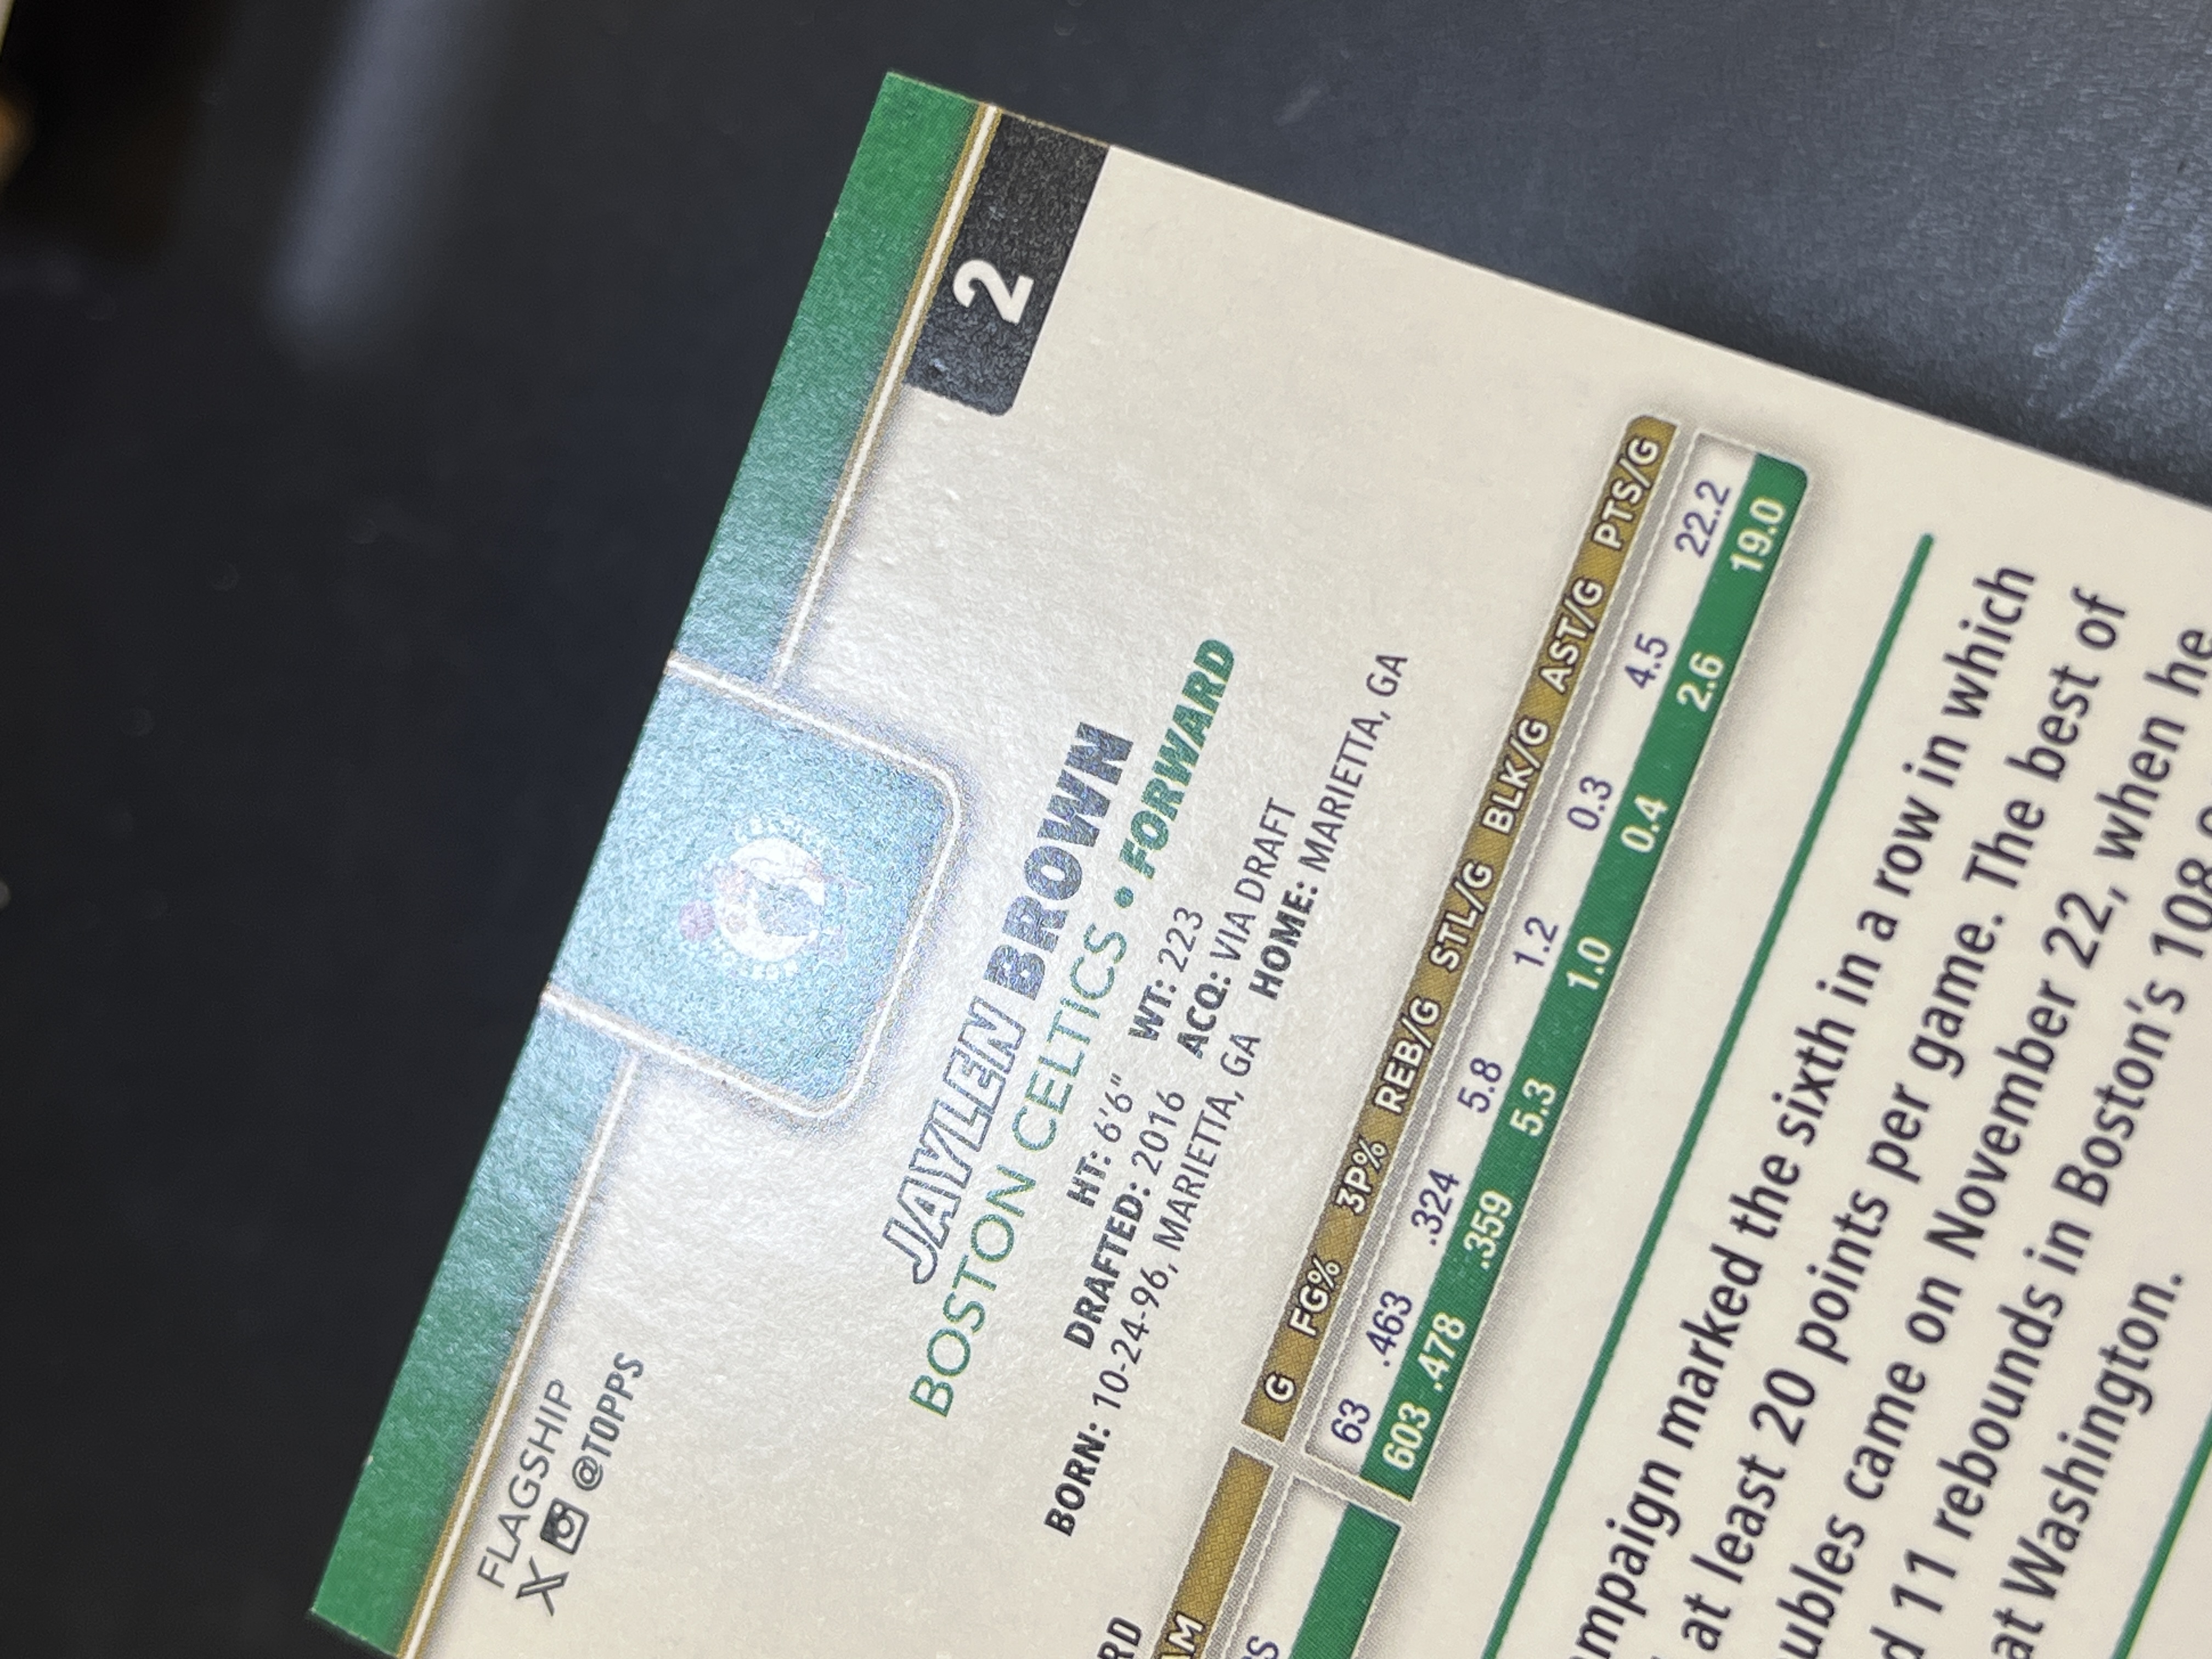 FLAGSHIP
X @TOPPS
2
JAYLEN BROWN
BOSTON CELTICS • FORWARD
HT: 6'6" WT: 223
DRAFTED: 2016 ACQ: VIA DRAFT
BORN: 10-24-96, MARIETTA, GA HOME: MARIETTA, GA
RD
AM G FG% 3P% REB/G STL/G BLK/G AST/G PTS/G
S 63 .463 .324 5.8 1.2 0.3 4.5 22.2
603 .478 .359 5.3 1.0 0.4 2.6 19.0
mpaign marked the sixth in a row in which
at least 20 points per game. The best of
ubles came on November 22, when he
d 11 rebounds in Boston's 108
at Washington.